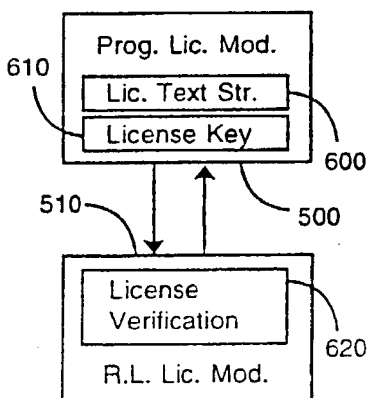 Prog. Lic. Mod.
610
Lic. Text Str.
License Key
600
510
500
License
Verification
620
R.L. Lic. Mod.